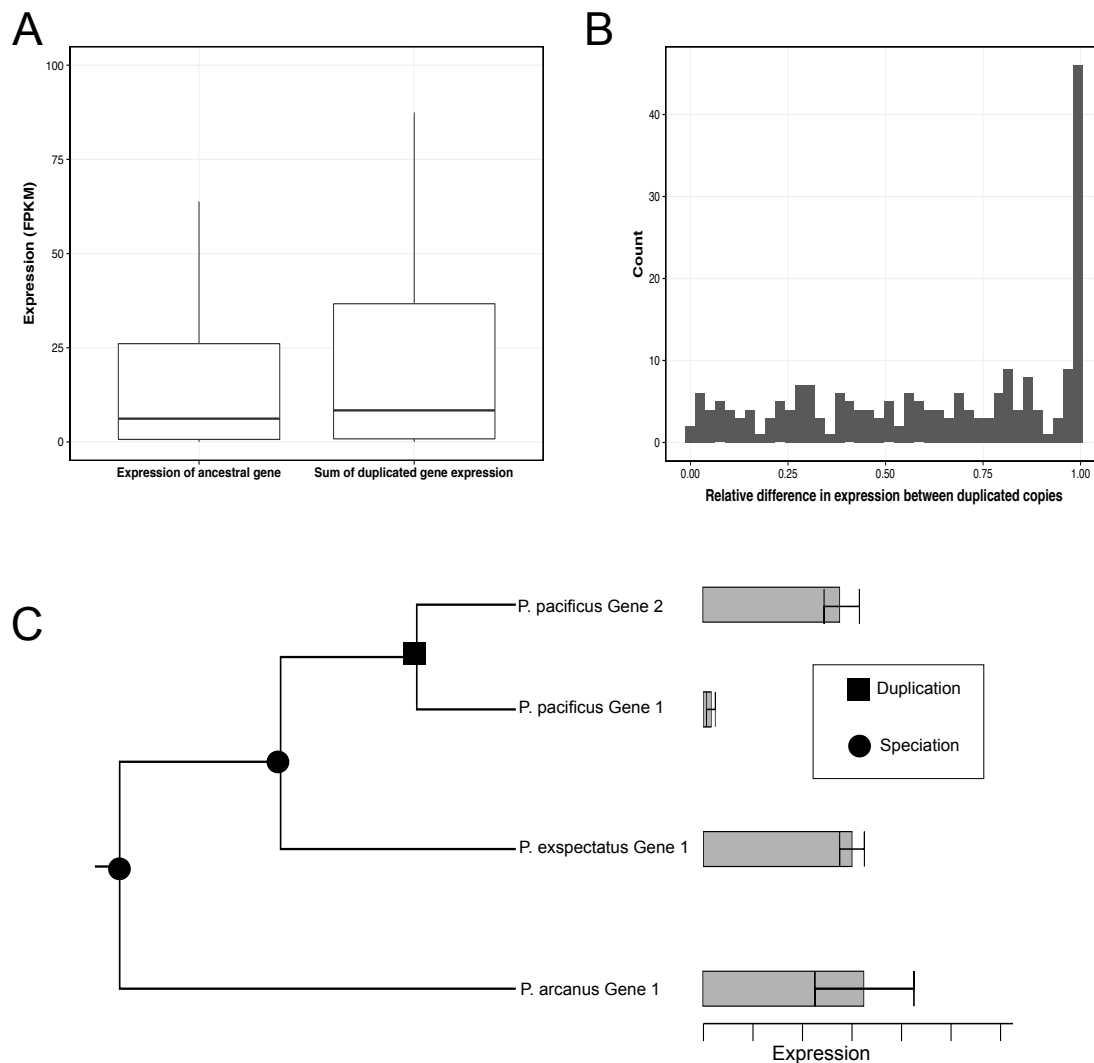 A
Expression (FPKM)
100
75
50
25
0
Expression of ancestral gene
Sum of duplicated gene expression
B
Count
40
30
20
10
0
0.00
0.25
0.50
0.75
1.00
Relative difference in expression between duplicated copies
C
P. pacificus Gene 2
P. pacificus Gene 1
P. exspectatus Gene 1
P. arcanus Gene 1
Duplication
Speciation
Expression